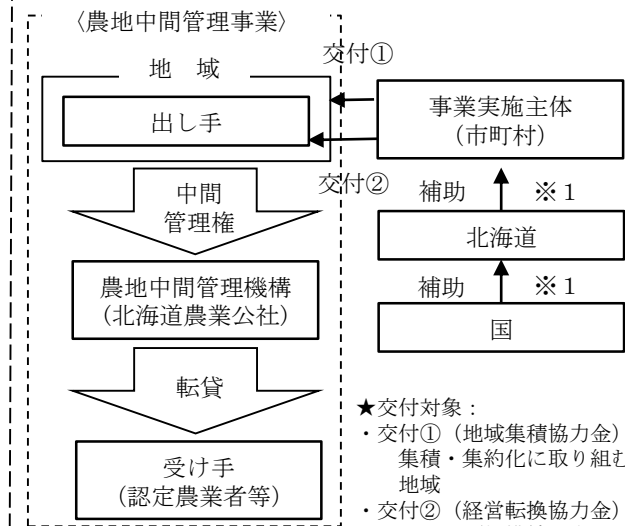 〈農地中間管理事業〉
交付①
地　域
出し手
事業実施主体
(市町村)
中間
管理権
交付②
補助　※１
北海道
農地中間管理機構
(北海道農業公社)
補助　※１
国
転貸
受け手
(認定農業者等)
★交付対象：
・交付①（地域集積協力金）
集積・集約化に取り組む
地域
・交付②（経営転換協力金）